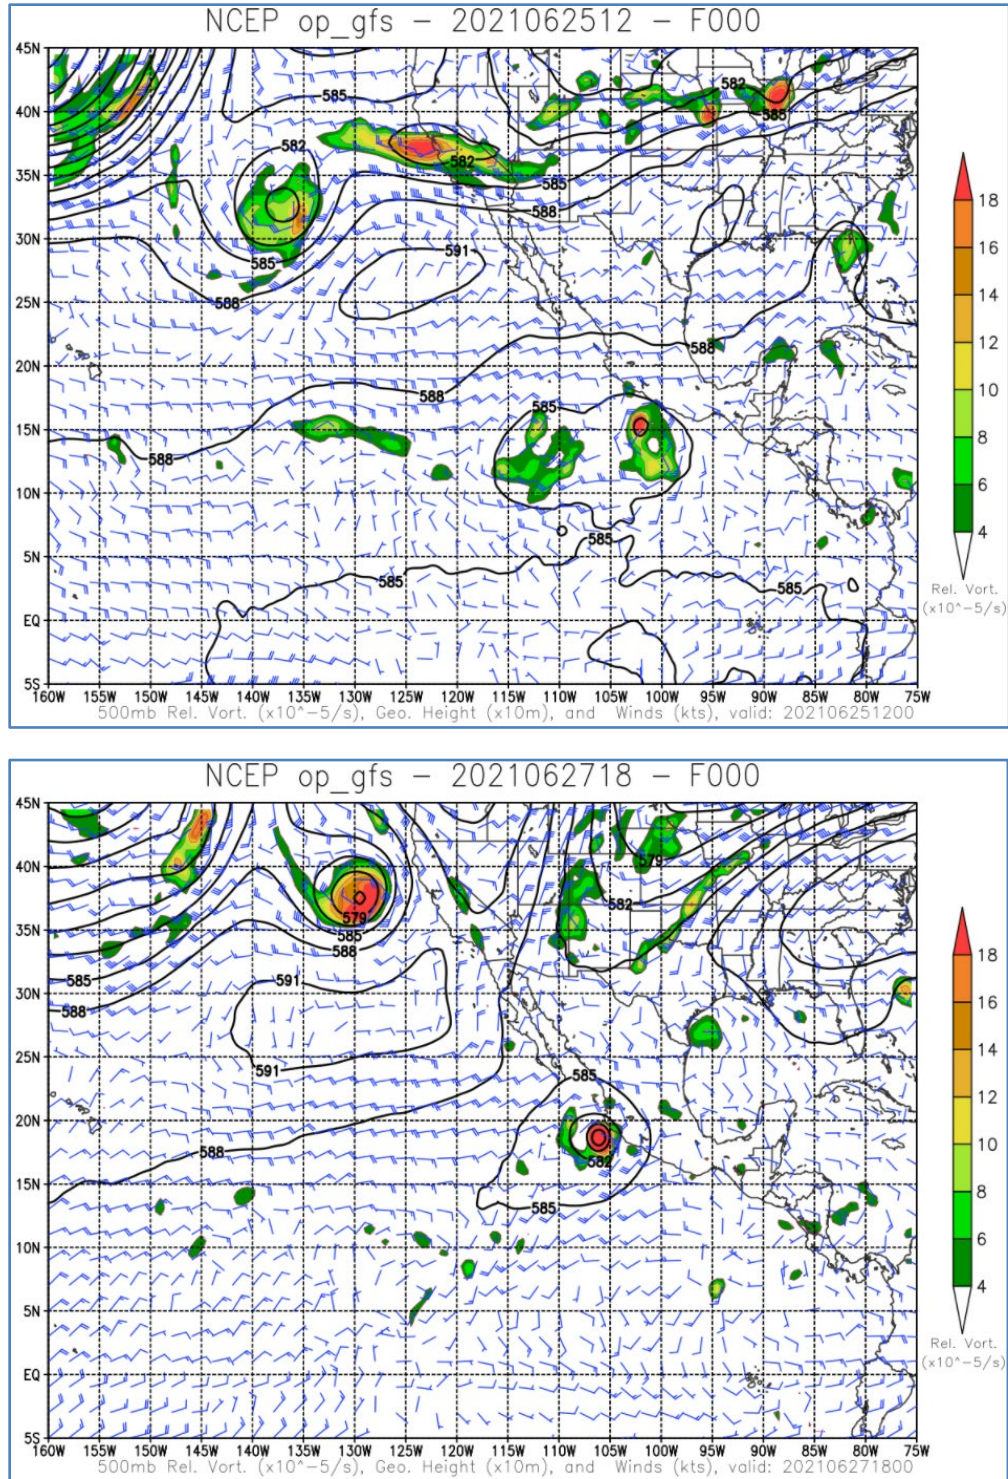 NCEP op_gfs - 2021062512 - F000
45N
40N
35N
30N
25N
20N
15N
10N
5N
EQ
5S
585
582
582
585
582
585
588
585
591
588
588
588
585
588
585
585
585
160W 155W 150W 145W 140W 135W 130W 125W 120W 115W 110W 105W 100W 95W 90W 85W 80W 75W
500mb Rel. Vort. (x10^-5/s), Geo. Height (x10m), and Winds (kts), valid: 202106251200
18
16
14
12
10
8
6
4
Rel. Vort.
(x10^-5/s)
NCEP op_gfs - 2021062718 - F000
45N
40N
35N
30N
25N
20N
15N
10N
5N
EQ
5S
579
582
579
585
588
585
591
588
591
585
588
582
585
160W 155W 150W 145W 140W 135W 130W 125W 120W 115W 110W 105W 100W 95W 90W 85W 80W 75W
500mb Rel. Vort. (x10^-5/s), Geo. Height (x10m), and Winds (kts), valid: 202106271800
18
16
14
12
10
8
6
4
Rel. Vort.
(x10^-5/s)